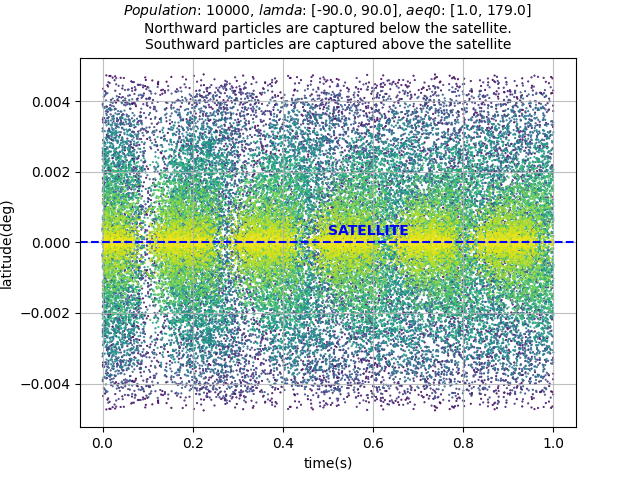 Population: 10000, lamda: [-90.0, 90.0], aeq0: [1.0, 179.0]
Northward particles are captured below the satellite.
Southward particles are captured above the satellite
0.004
0.002
0.000
−0.002
−0.004
latitude(deg)
SATELLITE
0.0 0.2 0.4 0.6 0.8 1.0
time(s)